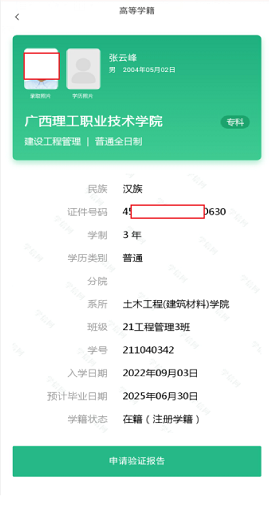 高等学籍
张云峰
男 2004年05月02日
录取照片 学历照片
广西理工职业技术学院 专科
建设工程管理 | 普通全日制
民族 汉族
证件号码 45 0630
学制 3 年
学历类别 普通
分院
系所 土木工程(建筑材料)学院
班级 21工程管理3班
学号 211040342
入学日期 2022年09月03日
预计毕业日期 2025年06月30日
学籍状态 在籍（注册学籍）
申请验证报告